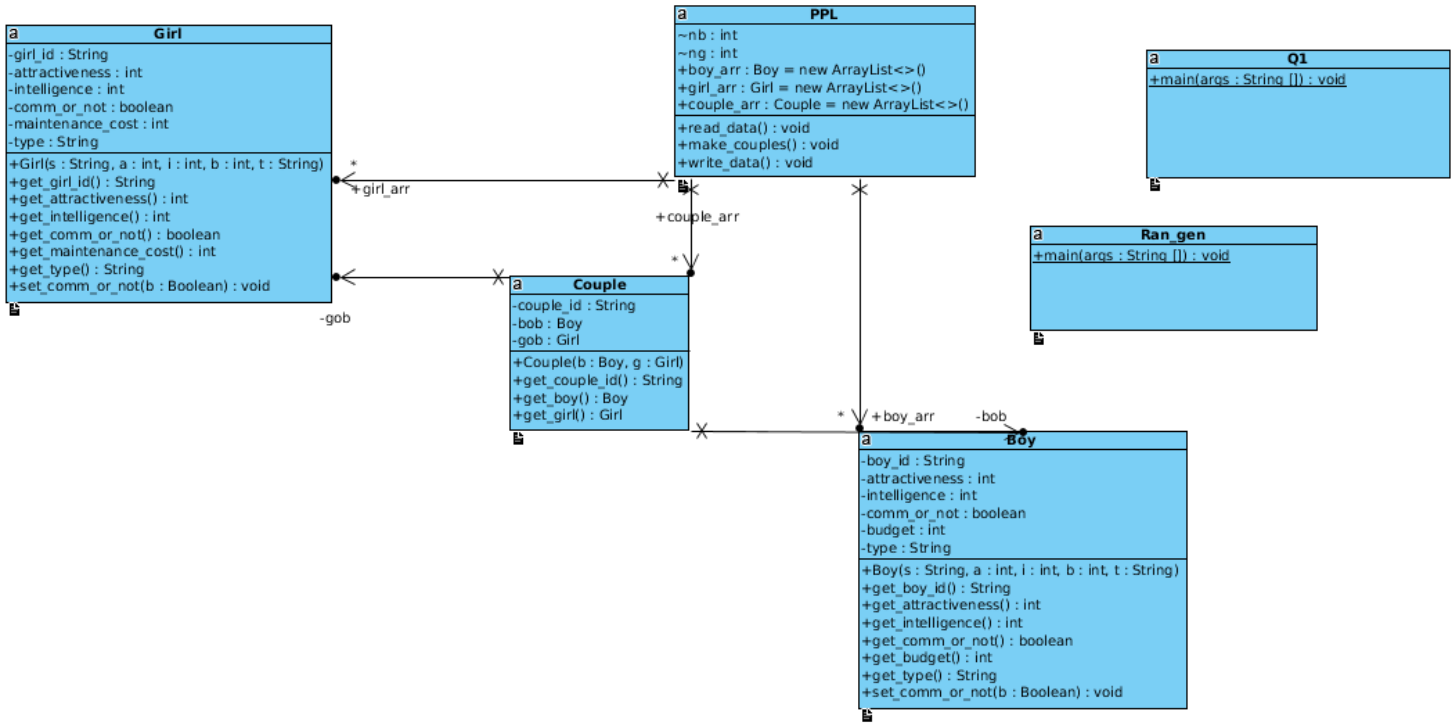 a
Girl
-girl_id : String
-attractiveness : int
-intelligence : int
-comm_or_not : boolean
-maintenance_cost : int
-type : String
+Girl(s : String, a : int, i : int, b : int, t : String)
+get_girl_id() : String
+get_attractiveness() : int
+get_intelligence() : int
+get_comm_or_not() : boolean
+get_maintenance_cost() : int
+get_type() : String
+set_comm_or_not(b : Boolean) : void
a
PPL
~nb : int
~ng : int
+boy_arr : Boy = new ArrayList<>()
+girl_arr : Girl = new ArrayList<>()
+couple_arr : Couple = new ArrayList<>()
+read_data() : void
+make_couples() : void
+write_data() : void
a
Q1
+main(args : String []) : void
*
+girl_arr
+couple_arr
*
a
Ran_gen
+main(args : String []) : void
-gob
a
Couple
-couple_id : String
-bob : Boy
-gob : Girl
+Couple(b : Boy, g : Girl)
+get_couple_id() : String
+get_boy() : Boy
+get_girl() : Girl
*
+boy_arr
-bob
a
Boy
-boy_id : String
-attractiveness : int
-intelligence : int
-comm_or_not : boolean
-budget : int
-type : String
+Boy(s : String, a : int, i : int, b : int, t : String)
+get_boy_id() : String
+get_attractiveness() : int
+get_intelligence() : int
+get_comm_or_not() : boolean
+get_budget() : int
+get_type() : String
+set_comm_or_not(b : Boolean) : void